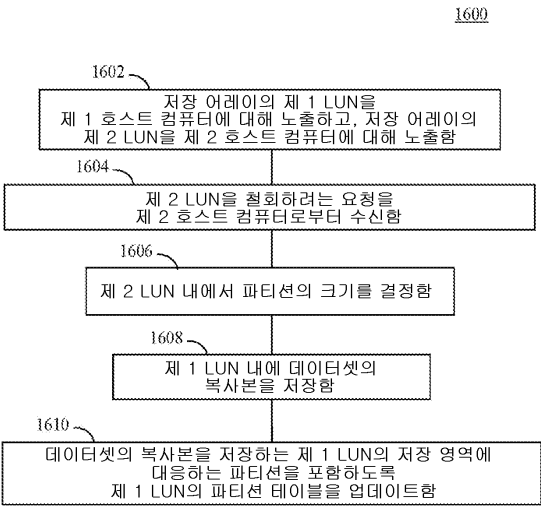 1600
1602
저장 어레이의 제 1 LUN을
제 1 호스트 컴퓨터에 대해 노출하고, 저장 어레이의
제 2 LUN을 제 2 호스트 컴퓨터에 대해 노출함
1604
제 2 LUN을 철회하려는 요청을
제 2 호스트 컴퓨터로부터 수신함
1606
제 2 LUN 내에서 파티션의 크기를 결정함
1608
제 1 LUN 내에 데이터셋의
복사본을 저장함
1610
데이터셋의 복사본을 저장하는 제 1 LUN의 저장 영역에
대응하는 파티션을 포함하도록
제 1 LUN의 파티션 테이블을 업데이트함